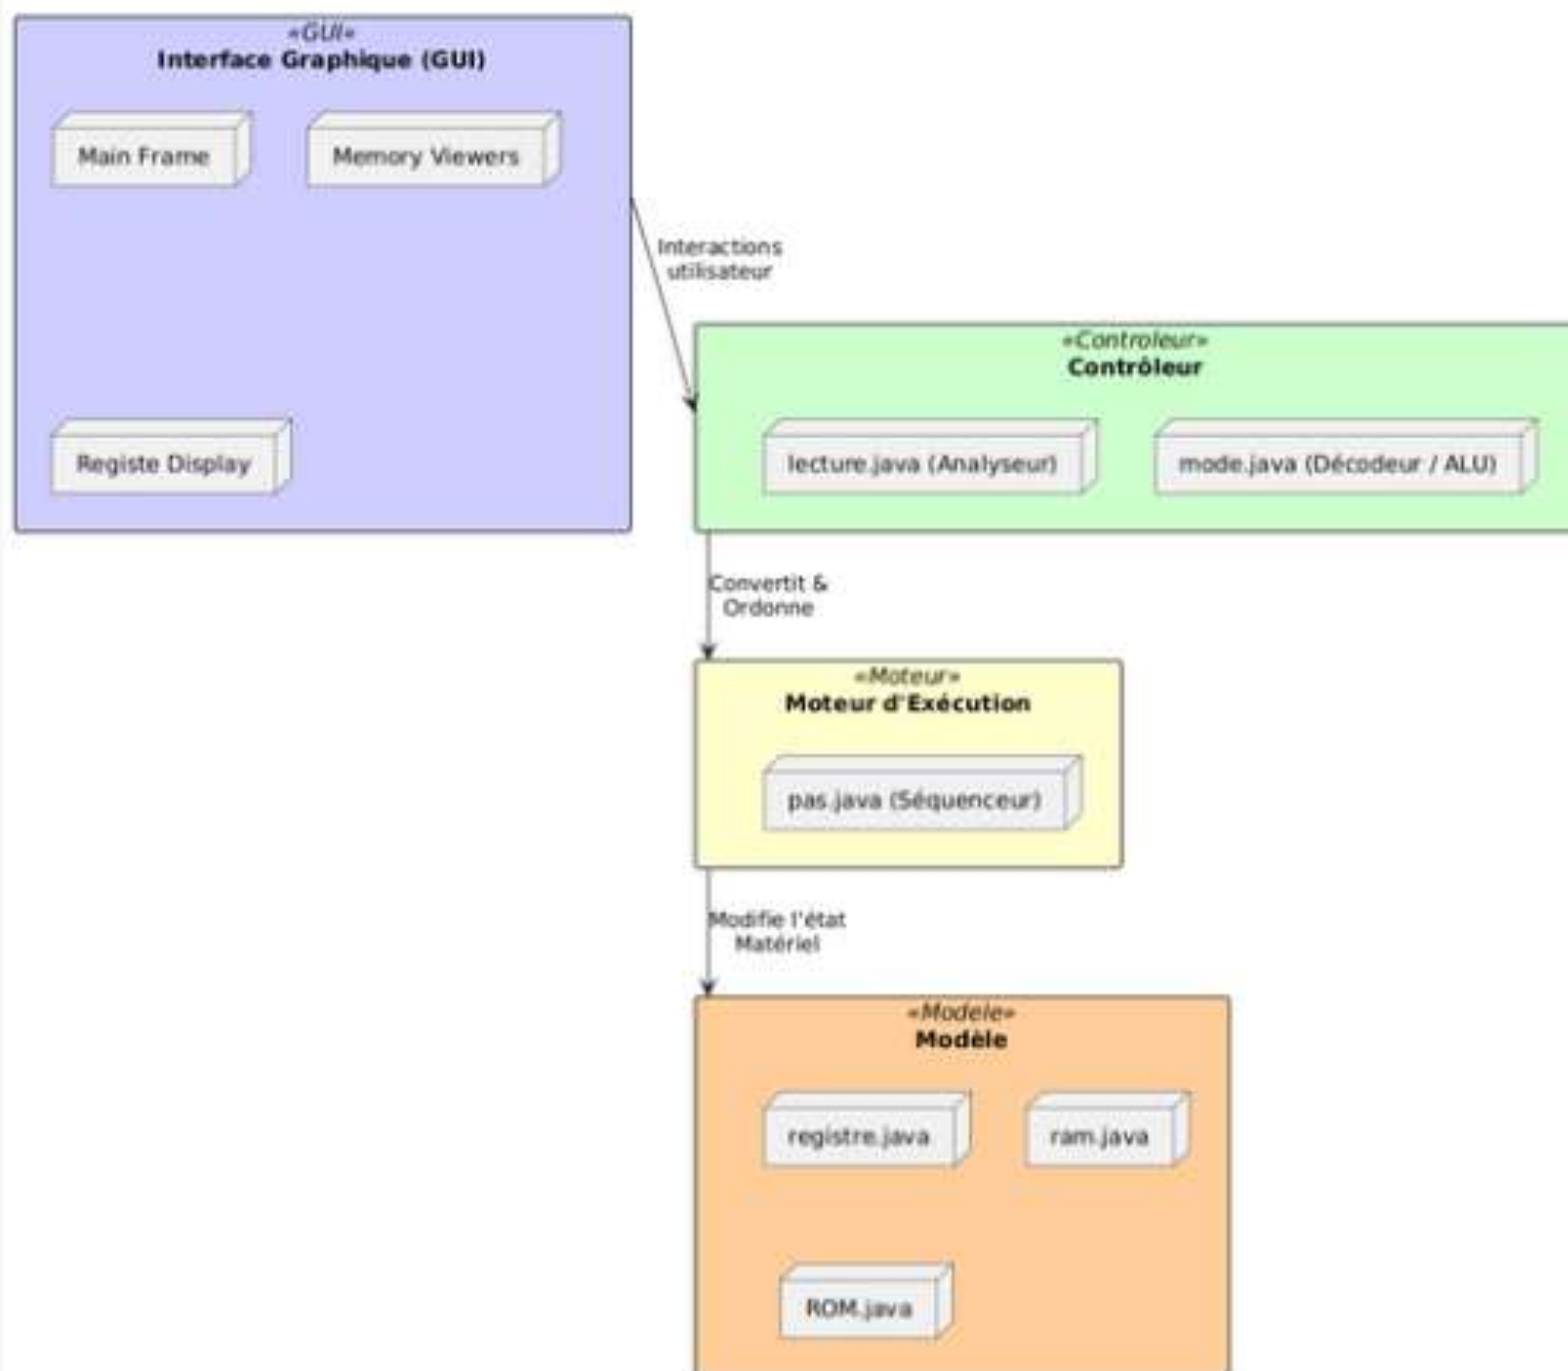 «GUI»
Interface Graphique (GUI)
Main Frame
Memory Viewers
Registe Display
Interactions
utilisateur
«Controleur»
Contrôleur
lecture.java (Analyseur)
mode.java (Décodeur / ALU)
Convertit &
Ordonne
«Moteur»
Moteur d'Exécution
pas.java (Séquenceur)
Modifie l'état
Matériel
«Modele»
Modèle
registre.java
ram.java
ROM.java